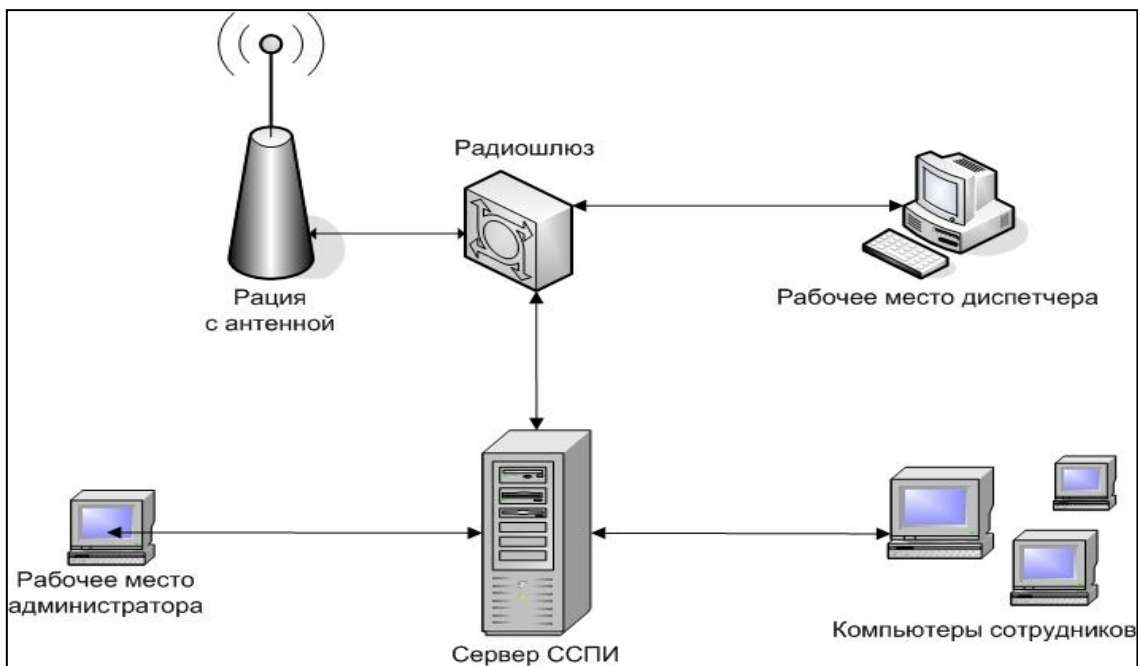 Радиошлюз
Рация
с антенной
Рабочее место диспетчера
Рабочее место
администратора
Сервер ССПИ
Компьютеры сотрудников